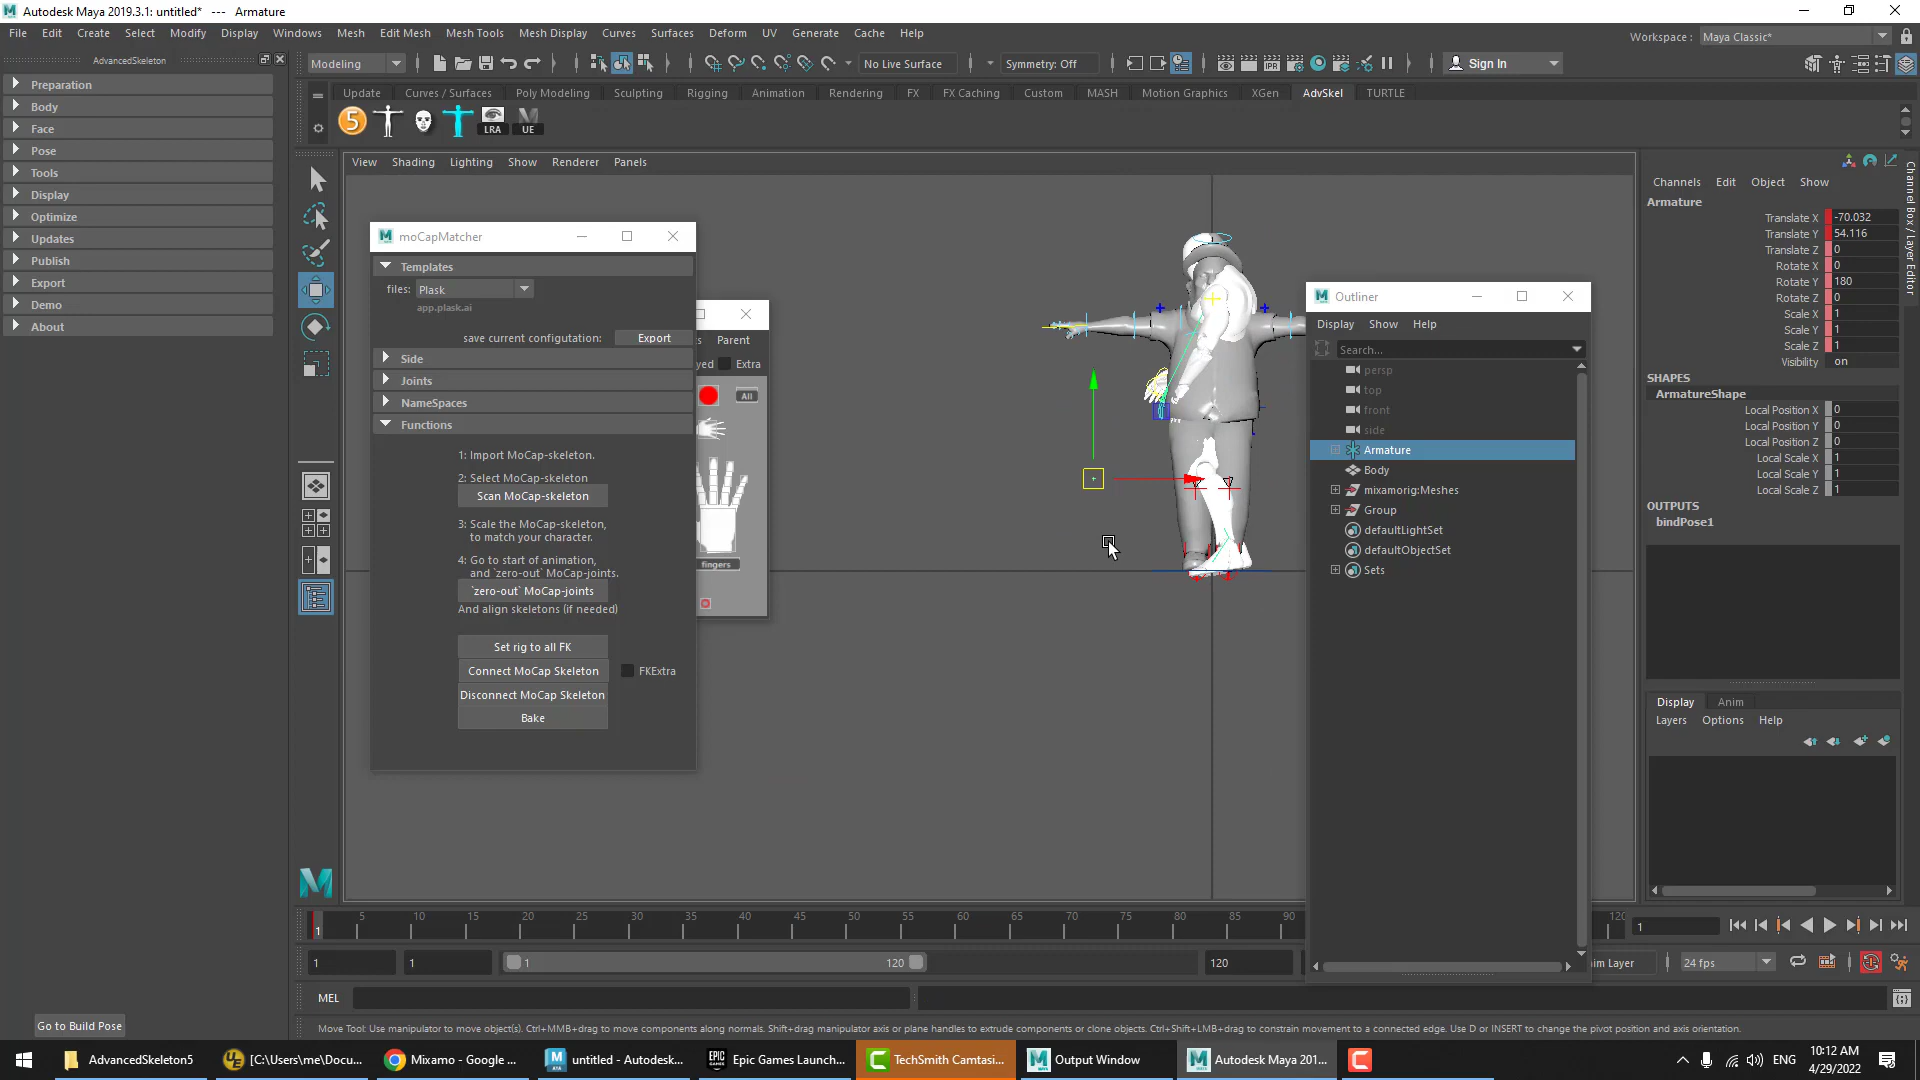 Autodesk Maya 2019.3.1: untitled* --- Armature
File Edit Create Select Modify Display Windows Mesh Edit Mesh Mesh Tools Mesh Display Curves Surfaces Deform UV Generate Cache Help
Workspace : Maya Classic*
AdvancedSkeleton
Modeling No Live Surface Symmetry: Off Sign In
Update Curves / Surfaces Poly Modeling Sculpting Rigging Animation Rendering FX FX Caching Custom MASH Motion Graphics XGen AdvSkel TURTLE
5 LRA UE
Preparation
Body
Face
Pose
Tools
Display
Optimize
Updates
Publish
Export
Demo
About
Go to Build Pose
View Shading Lighting Show Renderer Panels
moCapMatcher
Templates
files: Plask
app.plask.ai
save current configutation: Export
Side
Joints
NameSpaces
Functions
1: Import MoCap-skeleton.
2: Select MoCap-skeleton
Scan MoCap-skeleton
3: Scale the MoCap-skeleton,
to match your character.
4: Go to start of animation,
and `zero-out` MoCap-joints.
`zero-out` MoCap-joints
And align skeletons (if needed)
Set rig to all FK
Connect MoCap Skeleton FKExtra
Disconnect MoCap Skeleton
Bake
s Parent
yed Extra
All
fingers
Outliner
Display Show Help
Search...
persp
top
front
side
Armature
Body
mixamorig:Meshes
Group
defaultLightSet
defaultObjectSet
Sets
Channels Edit Object Show
Armature
Translate X -70.032
Translate Y 54.116
Translate Z 0
Rotate X 0
Rotate Y 180
Rotate Z 0
Scale X 1
Scale Y 1
Scale Z 1
Visibility on
SHAPES
ArmatureShape
Local Position X 0
Local Position Y 0
Local Position Z 0
Local Scale X 1
Local Scale Y 1
Local Scale Z 1
OUTPUTS
bindPose1
Channel Box / Layer Editor
Display Anim
Layers Options Help
1 5 10 15 20 25 30 35 40 45 50 55 60 65 70 75 80 85 90 120 1
1 1 1 120 120 im Layer 24 fps
MEL
Move Tool: Use manipulator to move object(s). Ctrl+MMB+drag to move components along normals. Shift+drag manipulator axis or plane handles to extrude components or clone objects. Ctrl+Shift+LMB+drag to constrain movement to a connected edge. Use D or INSERT to change the pivot position and axis orientation.
AdvancedSkeleton5 [C:\Users\me\Docu... Mixamo - Google ... untitled - Autodesk... Epic Games Launch... TechSmith Camtasi... Output Window Autodesk Maya 201...
ENG
10:12 AM
4/29/2022